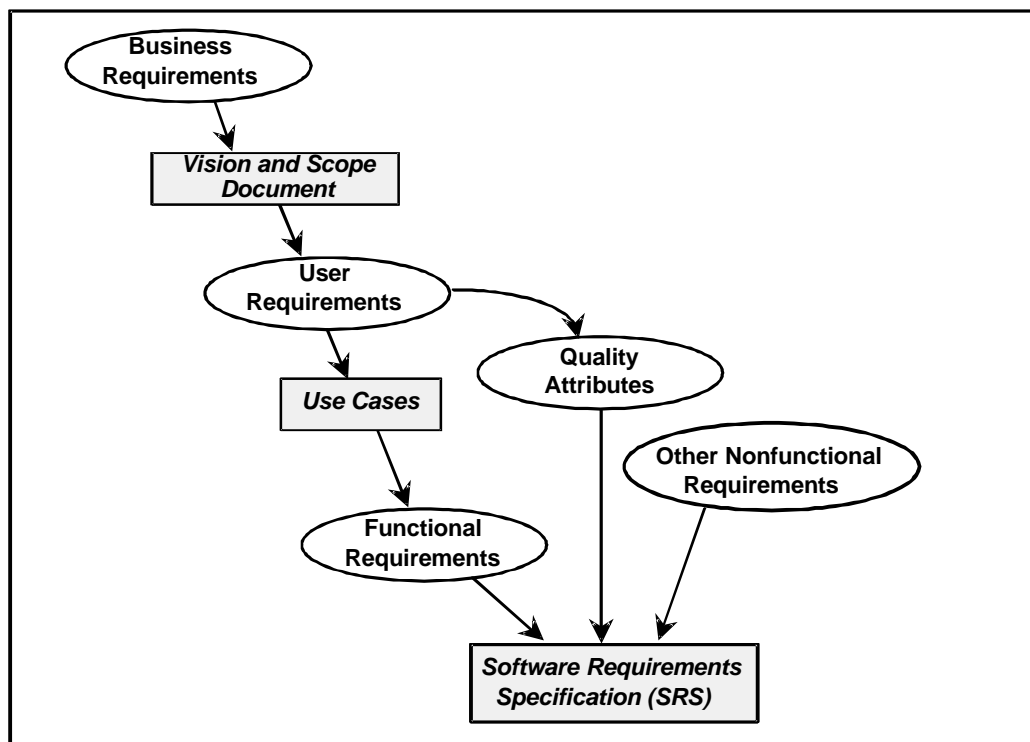 Business
Requirements
Vision and Scope
Document
User
Requirements
Quality
Attributes
Use Cases
Other Nonfunctional
Requirements
Functional
Requirements
Software Requirements
Specification (SRS)